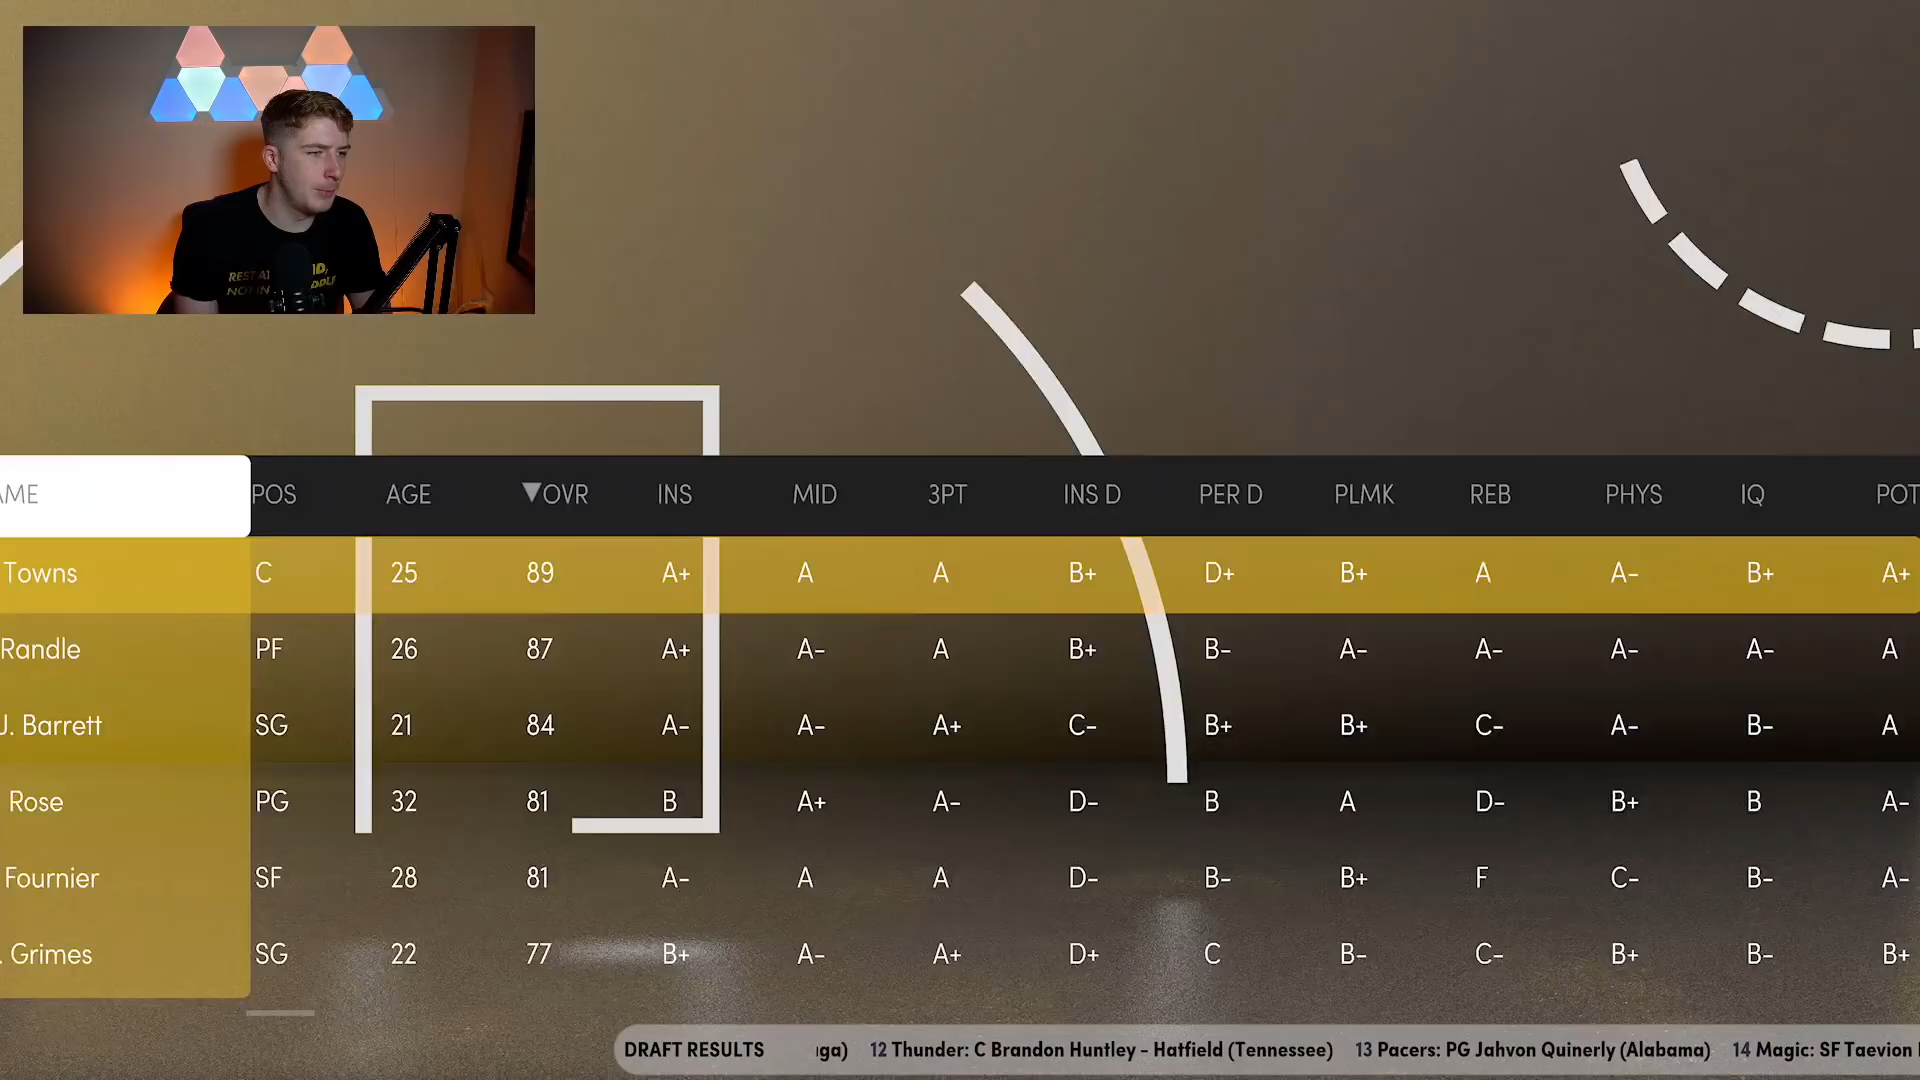 AME POS AGE ▼OVR INS MID 3PT INS D PER D PLMK REB PHYS IQ POT
Towns C 25 89 A+ A A B+ D+ B+ A A- B+ A+
Randle PF 26 87 A+ A- A B+ B- A- A- A- A- A
J. Barrett SG 21 84 A- A- A+ C- B+ B+ C- A- B- A
Rose PG 32 81 B A+ A- D- B A D- B+ B A-
Fournier SF 28 81 A- A A D- B- B+ F C- B- A-
. Grimes SG 22 77 B+ A- A+ D+ C B- C- B+ B- B+
DRAFT RESULTS ga) 12 Thunder: C Brandon Huntley - Hatfield (Tennessee) 13 Pacers: PG Jahvon Quinerly (Alabama) 14 Magic: SF Taevion